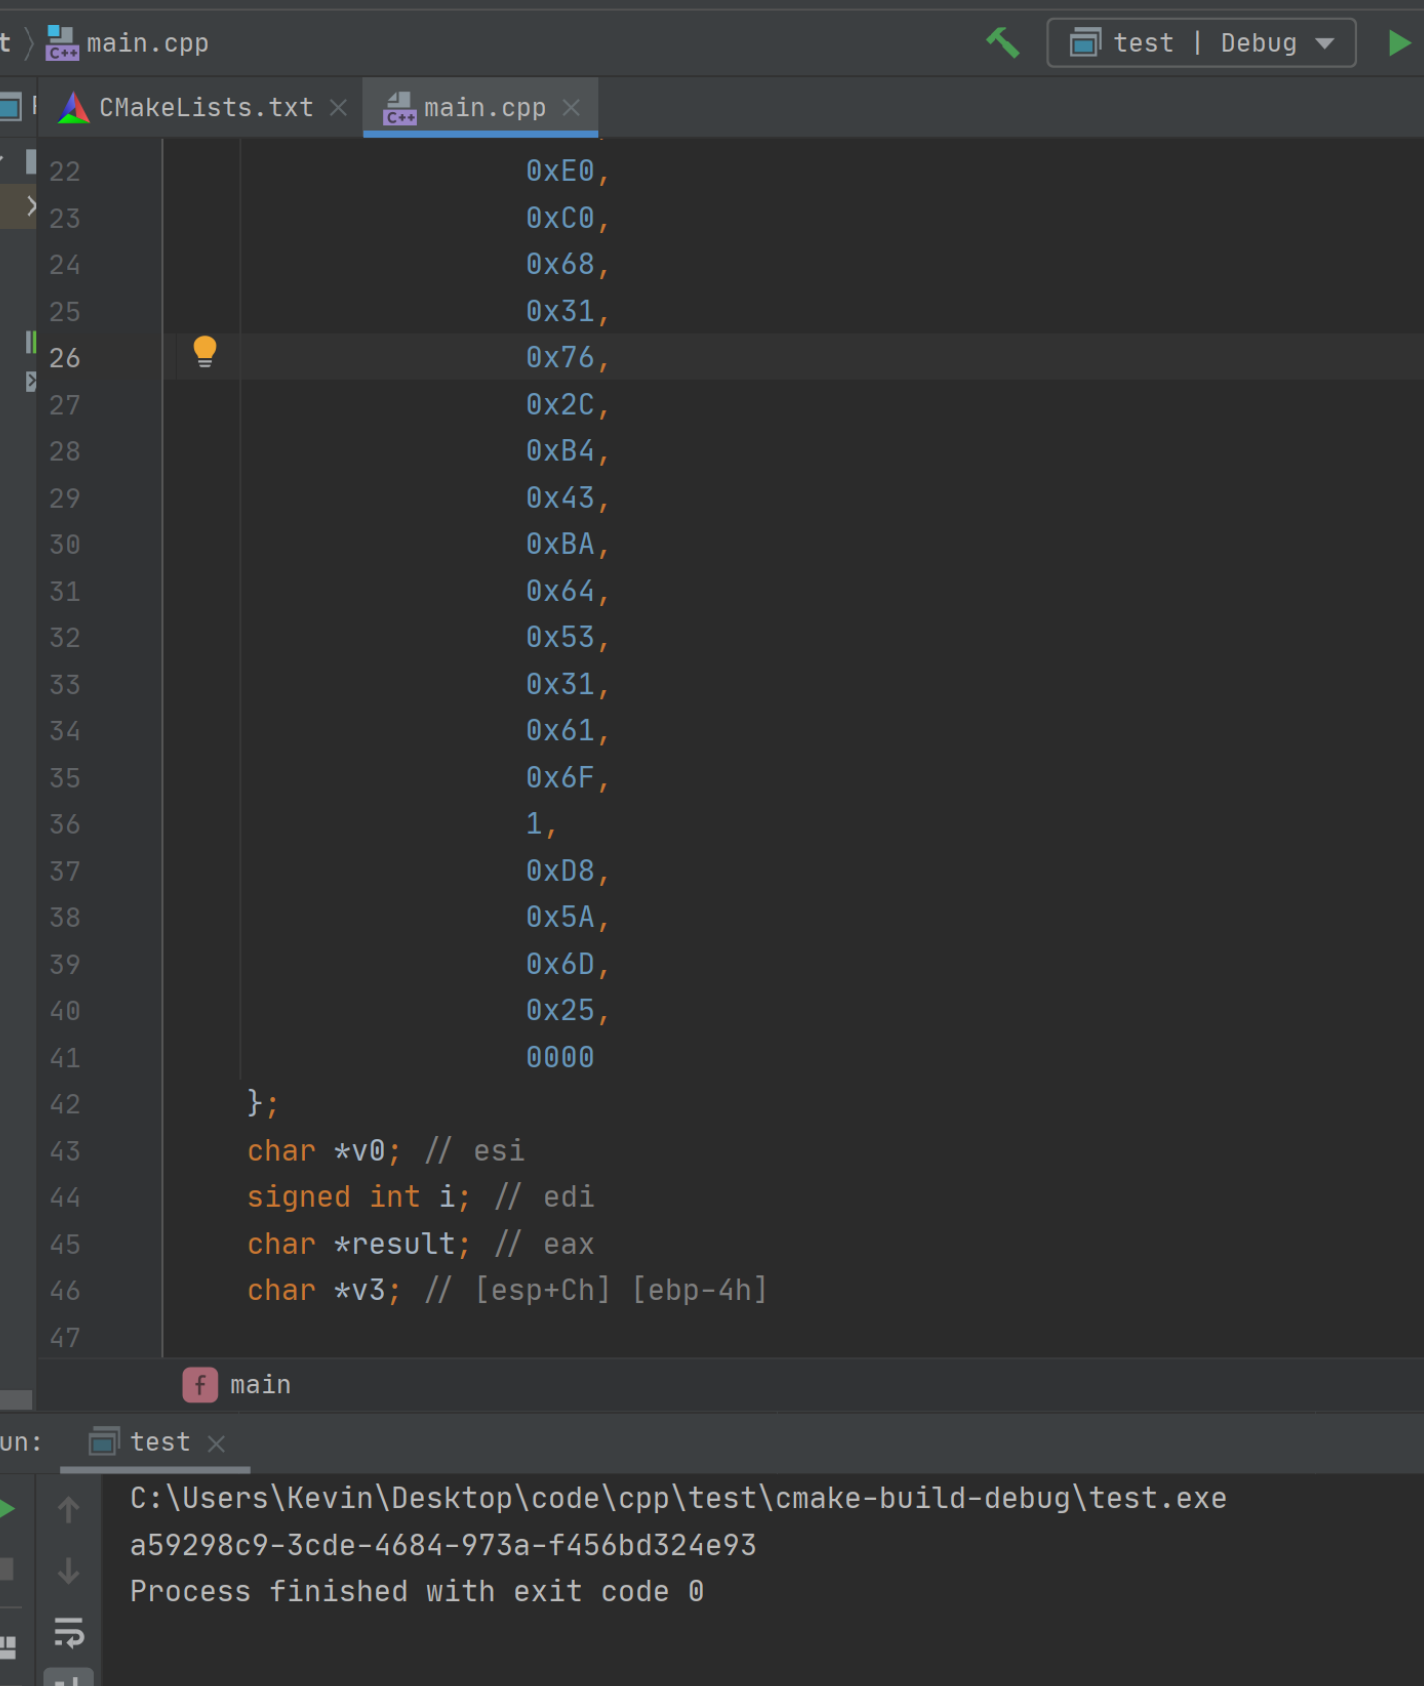 t main.cpp test | Debug
CMakeLists.txt main.cpp
22 0xE0,
23 0xC0,
24 0x68,
25 0x31,
26 0x76,
27 0x2C,
28 0xB4,
29 0x43,
30 0xBA,
31 0x64,
32 0x53,
33 0x31,
34 0x61,
35 0x6F,
36 1,
37 0xD8,
38 0x5A,
39 0x6D,
40 0x25,
41 0000
42 };
43 char *v0; // esi
44 signed int i; // edi
45 char *result; // eax
46 char *v3; // [esp+Ch] [ebp-4h]
47
f main
un: test
C:\Users\Kevin\Desktop\code\cpp\test\cmake-build-debug\test.exe
a59298c9-3cde-4684-973a-f456bd324e93
Process finished with exit code 0